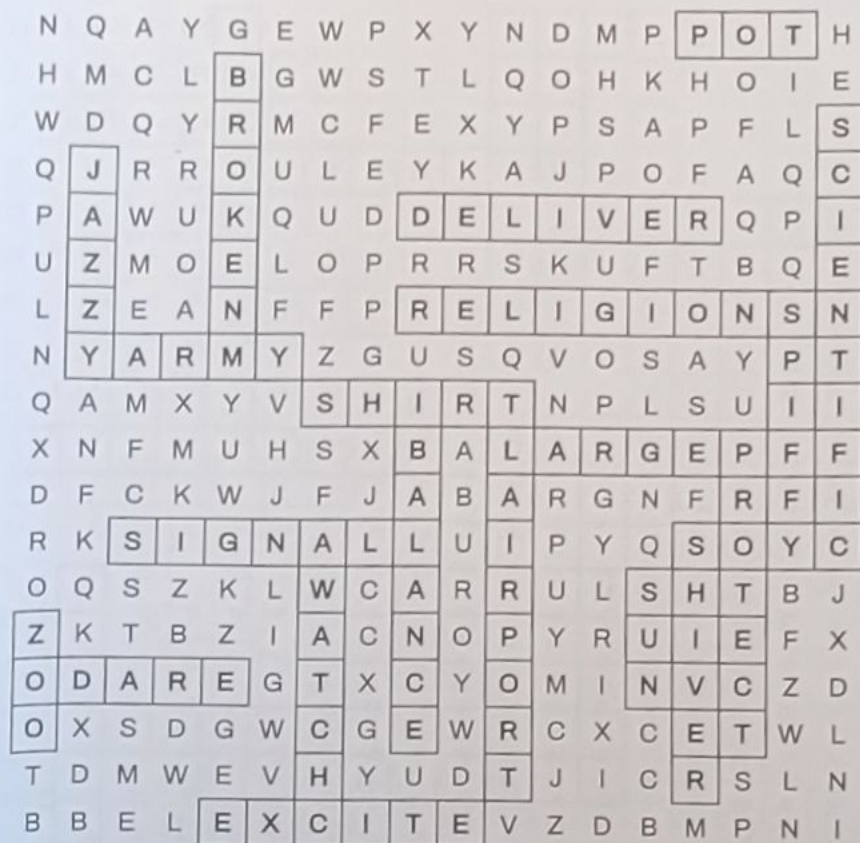 N Q A Y G E W P X Y N D M P P O T H
H M C L B G W S T L Q O H K H O I E
W D Q Y R M C F E X Y P S A P F L S
Q J R R O U L E Y K A J P O F A Q C
P A W U K Q U D D E L I V E R Q P I
U Z M O E L O P R R S K U F T B Q E
L Z E A N F F P R E L I G I O N S N
N Y A R M Y Z G U S Q V O S A Y P T
Q A M X Y V S H I R T N P L S U I I
X N F M U H S X B A L A R G E P F F
D F C K W J F J A B A R G N F R F I
R K S I G N A L L U I P Y Q S O Y C
O Q S Z K L W C A R R U L S H T B J
Z K T B Z I A C N O P Y R U I E F X
O D A R E G T X C Y O M I N V C Z D
O X S D G W C G E W R C X C E T W L
T D M W E V H Y U D T J I C R S L N
B B E L E X C I T E V Z D B M P N I